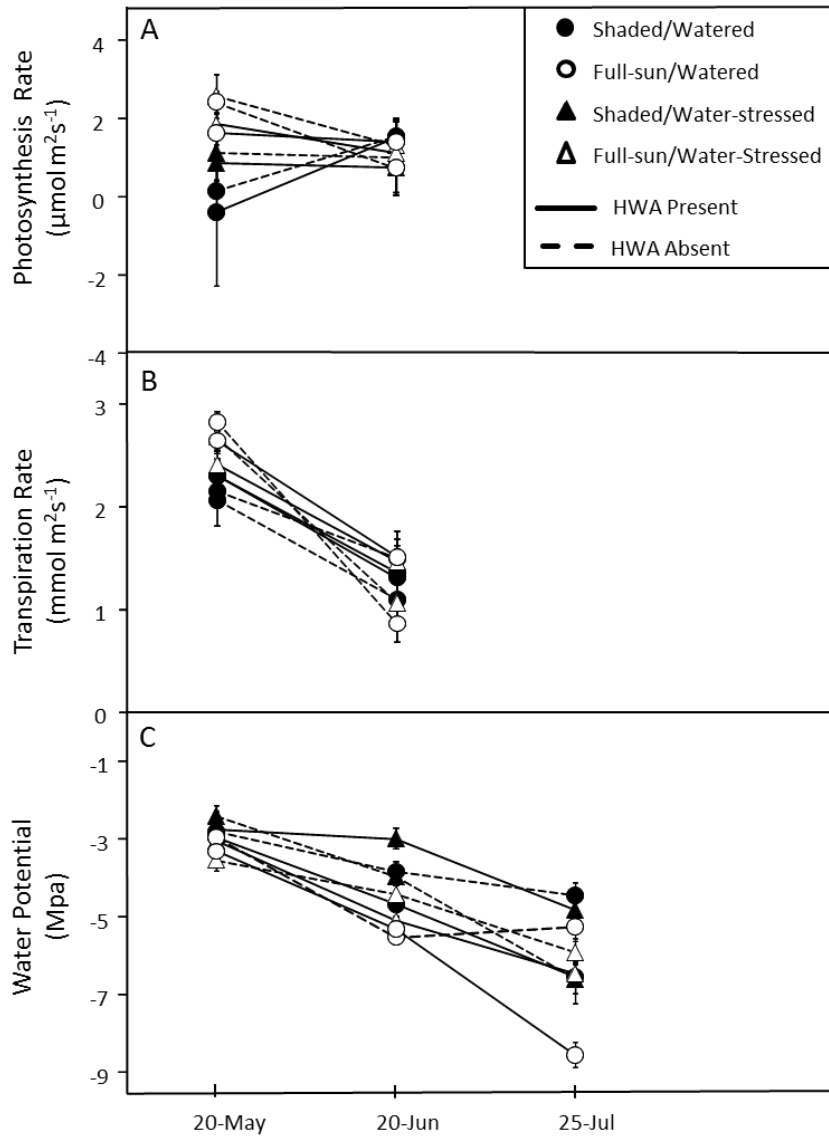 A
4
2
0
-2
-4
Photosynthesis Rate
(µmol m²s⁻¹)
Shaded/Watered
Full-sun/Watered
Shaded/Water-stressed
Full-sun/Water-Stressed
HWA Present
HWA Absent
B
3
2
1
0
Transpiration Rate
(mmol m²s⁻¹)
C
-1
-3
-5
-7
-9
Water Potential
(Mpa)
20-May 20-Jun 25-Jul